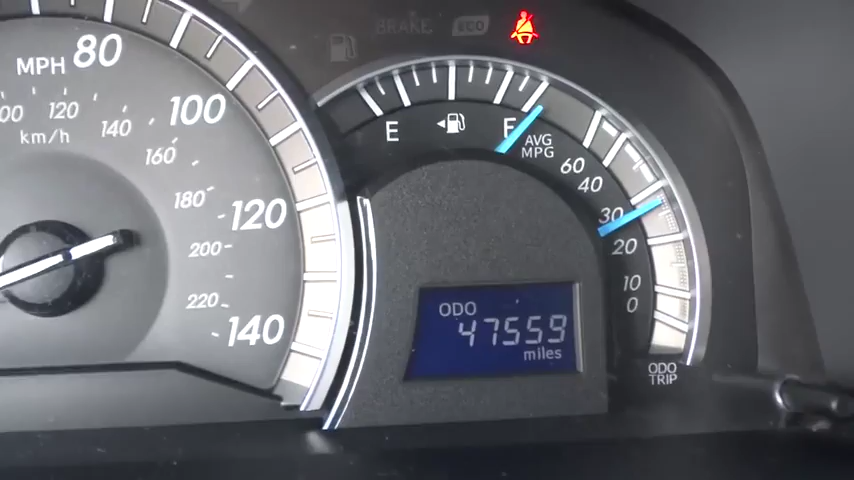 BRAKE ECO
MPH 80
100
120
140
00 120 140 160 180 200 220
km/h
E F
AVG
MPG
60
40
30
20
10
0
ODO
47559
miles
ODO
TRIP